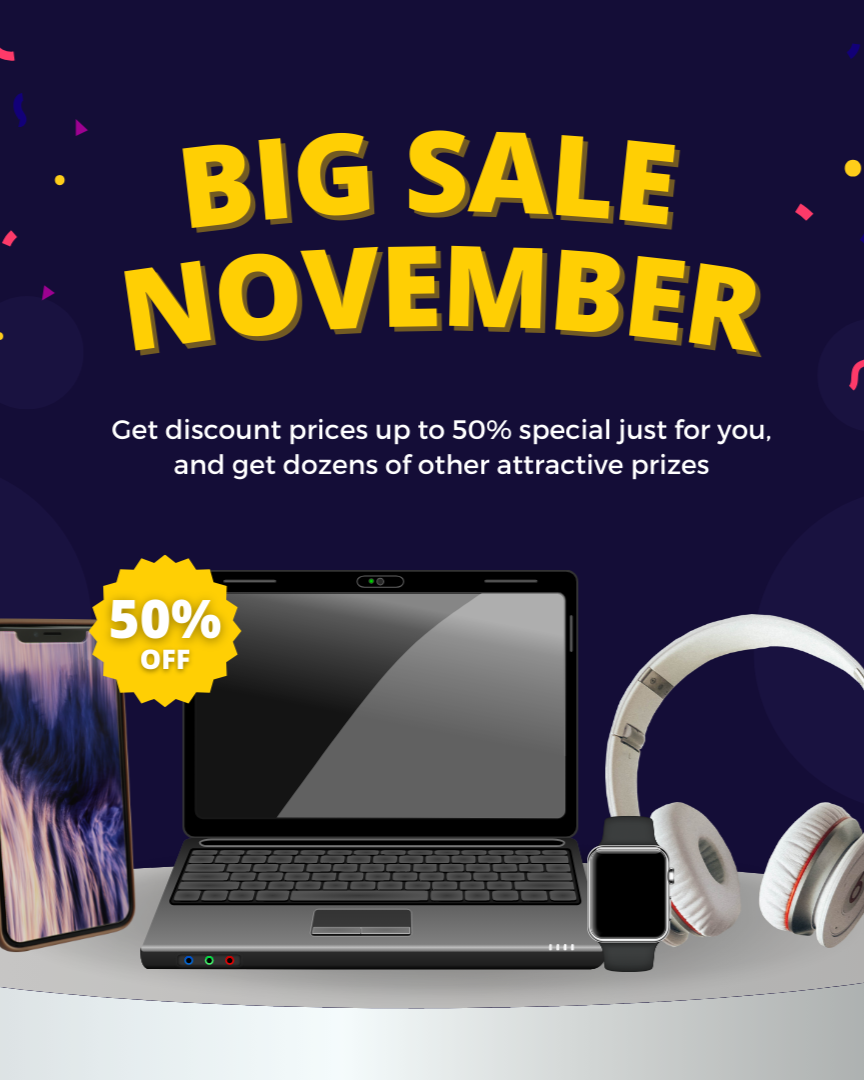 BIG SALE
NOVEMBER
Get discount prices up to 50% special just for you,
and get dozens of other attractive prizes
50%
OFF